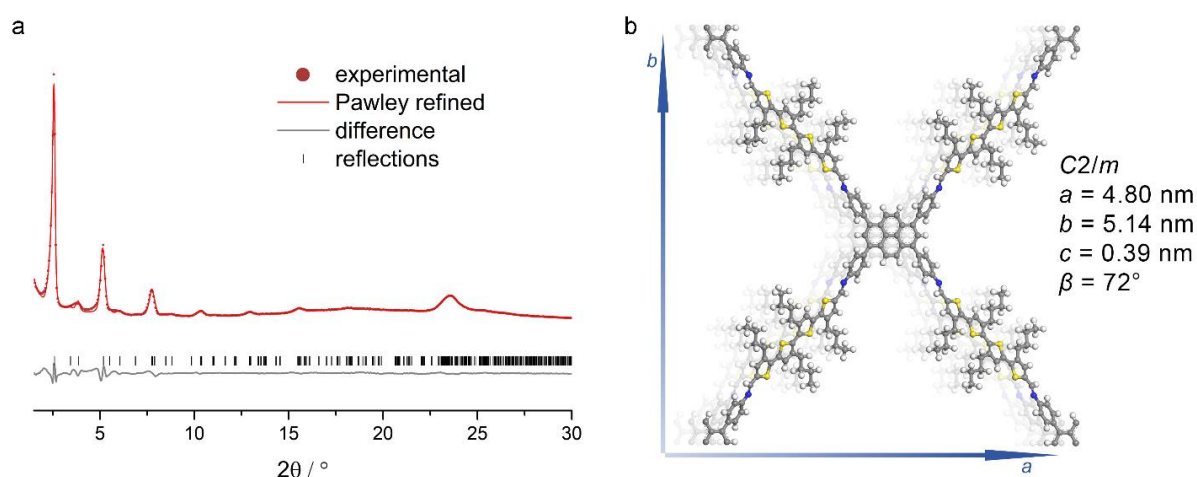 a
experimental
Pawley refined
difference
reflections
5 10 15 20 25 30
2θ / °
b
b
a
C2/m
a = 4.80 nm
b = 5.14 nm
c = 0.39 nm
β = 72°